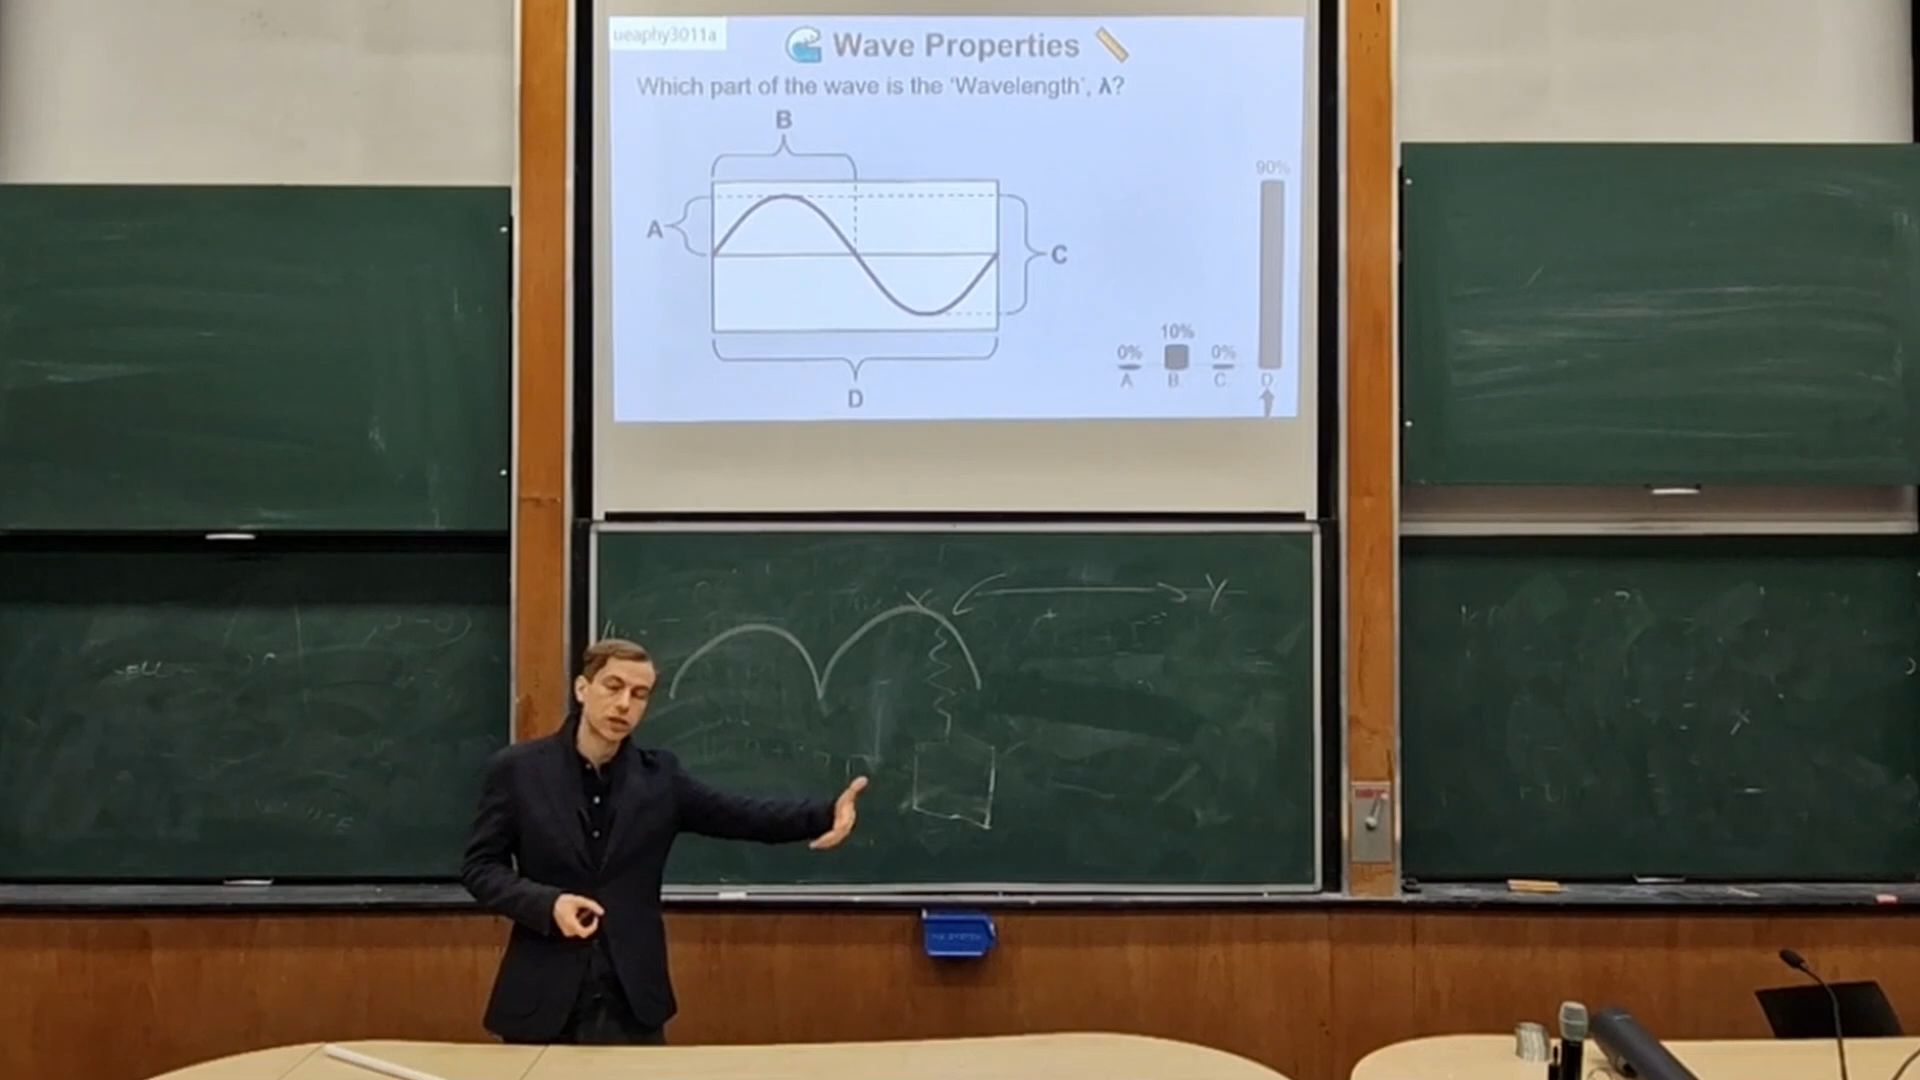 ueaphy3011a
🌊 Wave Properties 📏
Which part of the wave is the 'Wavelength', λ?
B
A
C
D
90%
10%
0%
0%
A. B. C. D.
X
Y